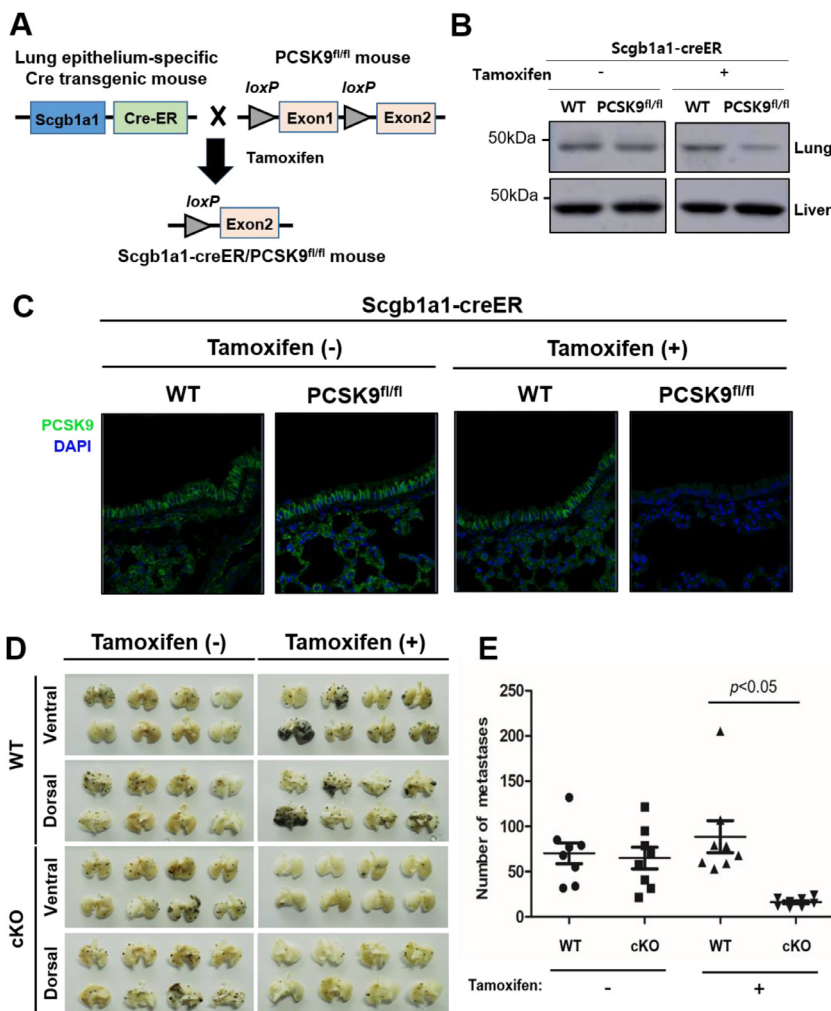 A
Lung epithelium-specific
Cre transgenic mouse
PCSK9fl/fl mouse
loxP
loxP
Scgb1a1
Cre-ER
X
Exon1
Exon2
Tamoxifen
loxP
Exon2
Scgb1a1-creER/PCSK9fl/fl mouse
B
Scgb1a1-creER
Tamoxifen - +
WT PCSK9fl/fl WT PCSK9fl/fl
50kDa
Lung
50kDa
Liver
C
Scgb1a1-creER
Tamoxifen (-) Tamoxifen (+)
WT PCSK9fl/fl WT PCSK9fl/fl
PCSK9
DAPI
D
Tamoxifen (-) Tamoxifen (+)
WT
Ventral
Dorsal
cKO
Ventral
Dorsal
E
p<0.05
Number of metastases
250
200
150
100
50
0
WT cKO WT cKO
Tamoxifen: - +